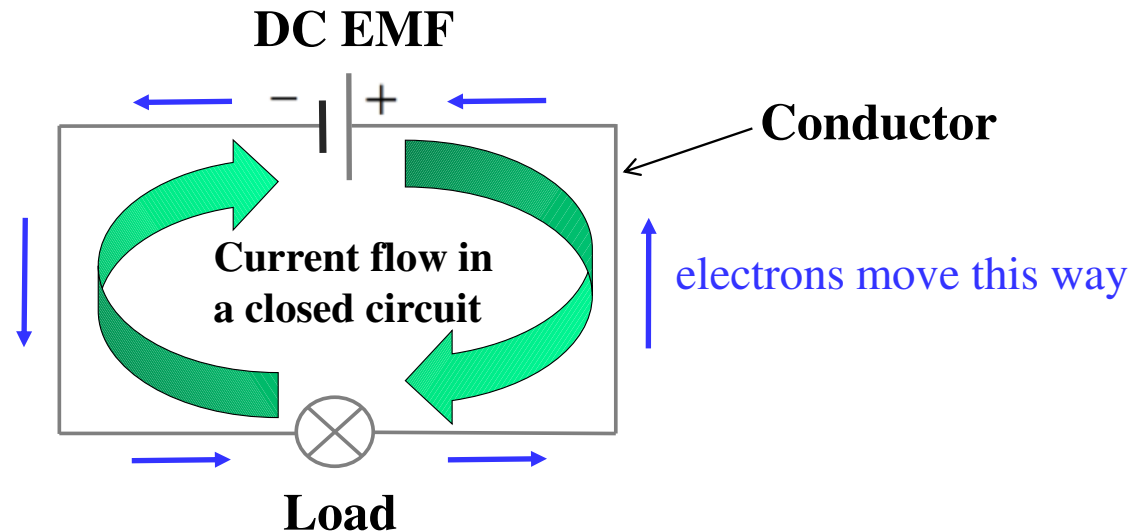 DC EMF
− +
Conductor
Current flow in
a closed circuit
electrons move this way
Load